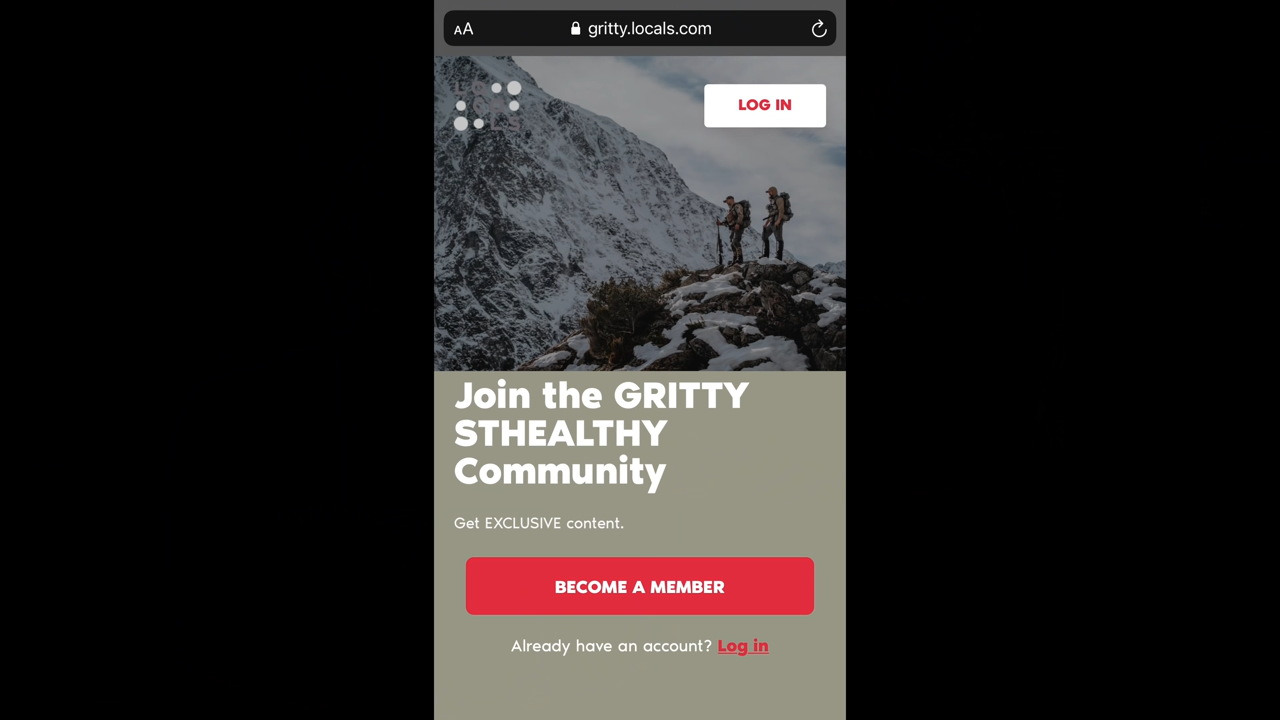 AA gritty.locals.com
LOG IN
Join the GRITTY
STHEALTHY
Community
Get EXCLUSIVE content.
BECOME A MEMBER
Already have an account? Log in